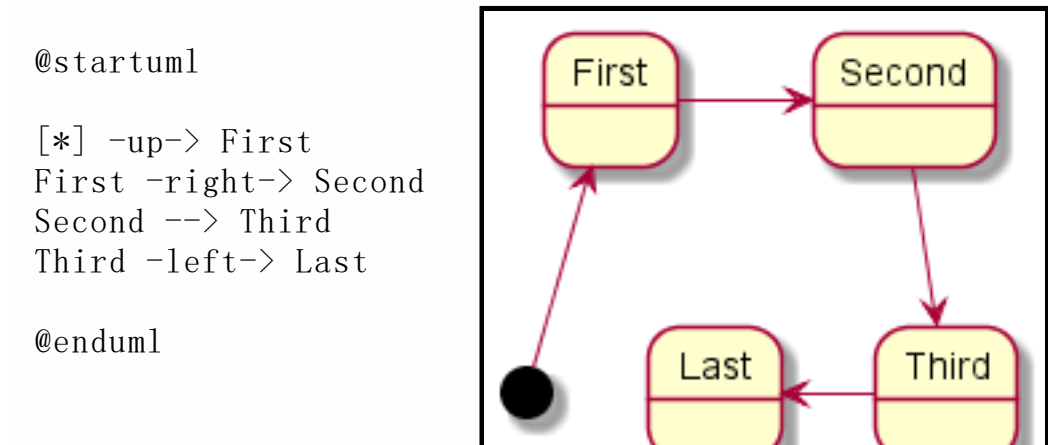 @startuml
[*] -up-> First
First -right-> Second
Second --> Third
Third -left-> Last
@enduml
First
Second
Last
Third